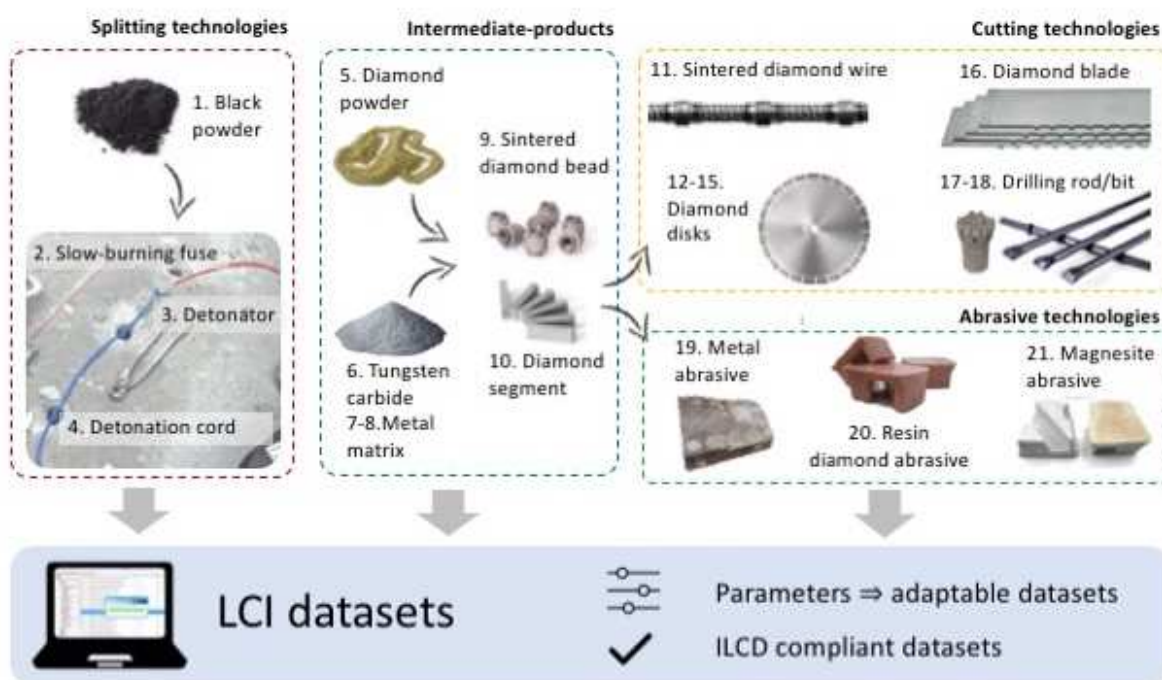 Splitting technologies
1. Black
powder
2. Slow-burning fuse
3. Detonator
4. Detonation cord
Intermediate-products
5. Diamond
powder
9. Sintered
diamond bead
6. Tungsten
carbide
7-8.Metal
matrix
10. Diamond
segment
Cutting technologies
11. Sintered diamond wire
16. Diamond blade
12-15.
Diamond
disks
17-18. Drilling rod/bit
Abrasive technologies
19. Metal
abrasive
20. Resin
diamond abrasive
21. Magnesite
abrasive
LCI datasets
Parameters ⇒ adaptable datasets
ILCD compliant datasets